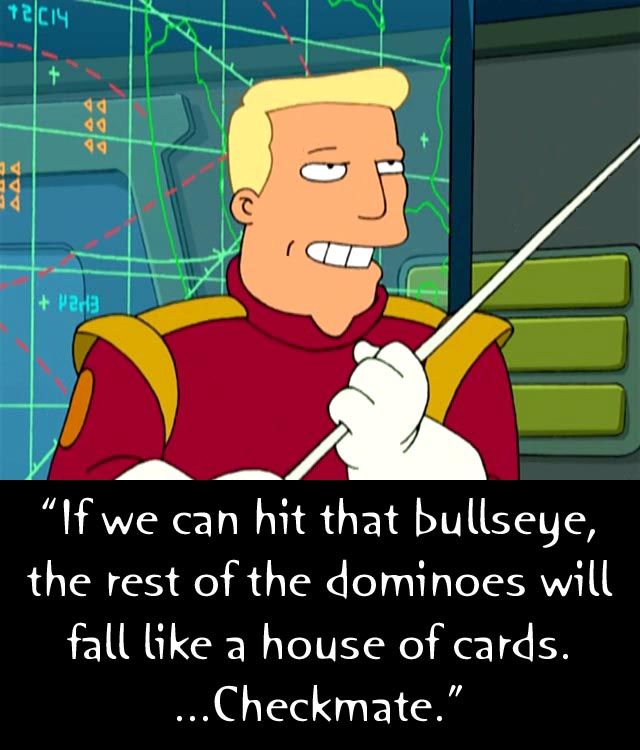 “If we can hit that bullseye,
the rest of the dominoes will
fall like a house of cards.
...Checkmate.”